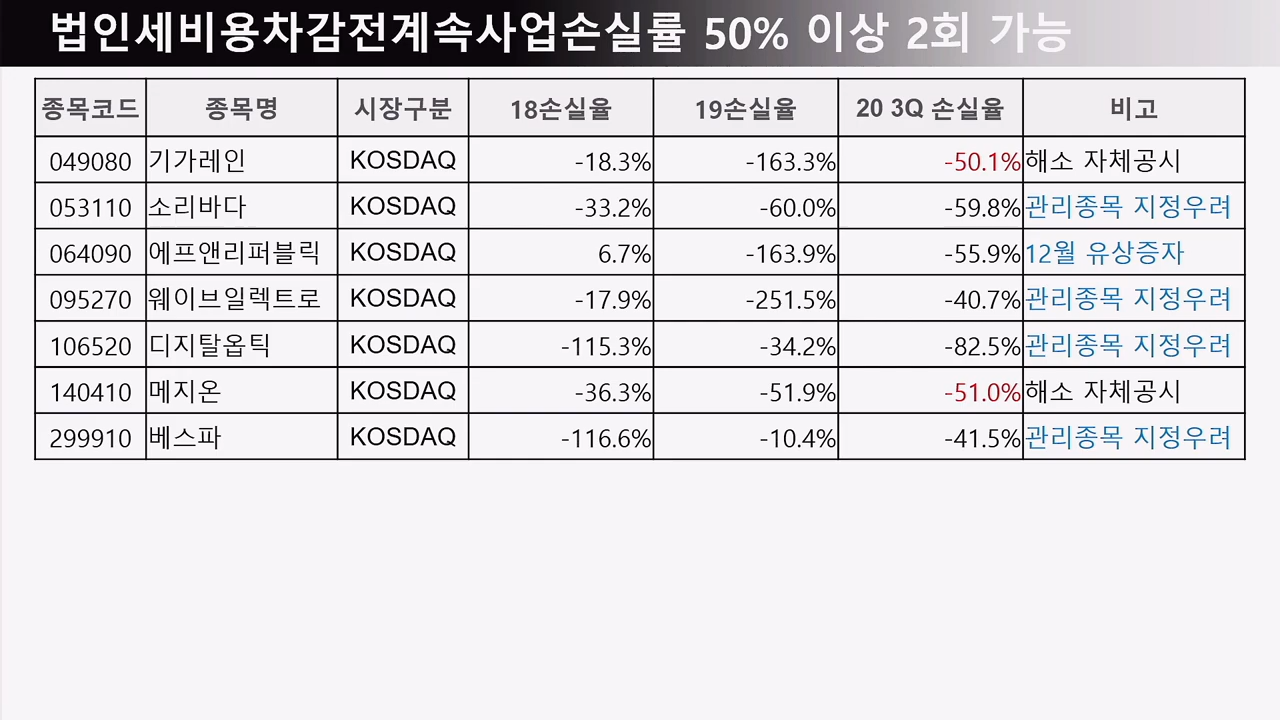 법인세비용차감전계속사업손실률 50% 이상 2회 가능
종목코드 종목명 시장구분 18손실율 19손실율 20 3Q 손실율 비고
049080 기가레인 KOSDAQ -18.3% -163.3% -50.1% 해소 자체공시
053110 소리바다 KOSDAQ -33.2% -60.0% -59.8% 관리종목 지정우려
064090 에프앤리퍼블릭 KOSDAQ 6.7% -163.9% -55.9% 12월 유상증자
095270 웨이브일렉트로 KOSDAQ -17.9% -251.5% -40.7% 관리종목 지정우려
106520 디지탈옵틱 KOSDAQ -115.3% -34.2% -82.5% 관리종목 지정우려
140410 메지온 KOSDAQ -36.3% -51.9% -51.0% 해소 자체공시
299910 베스파 KOSDAQ -116.6% -10.4% -41.5% 관리종목 지정우려